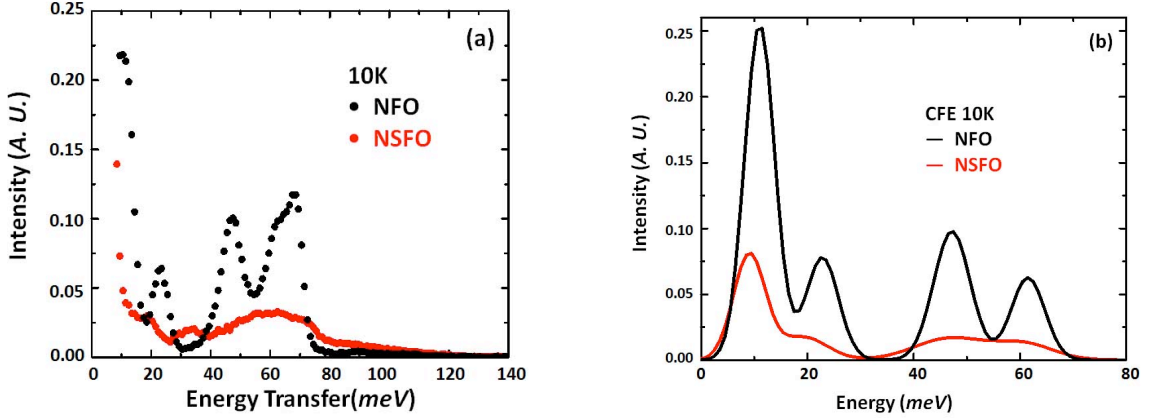 (a)
10K
NFO
NSFO
0.25
0.20
0.15
0.10
0.05
0.00
Intensity (A. U.)
0 20 40 60 80 100 120 140
Energy Transfer(meV)
(b)
CFE 10K
NFO
NSFO
0.25
0.20
0.15
0.10
0.05
0.00
Intensity (A. U.)
0 20 40 60 80
Energy (meV)